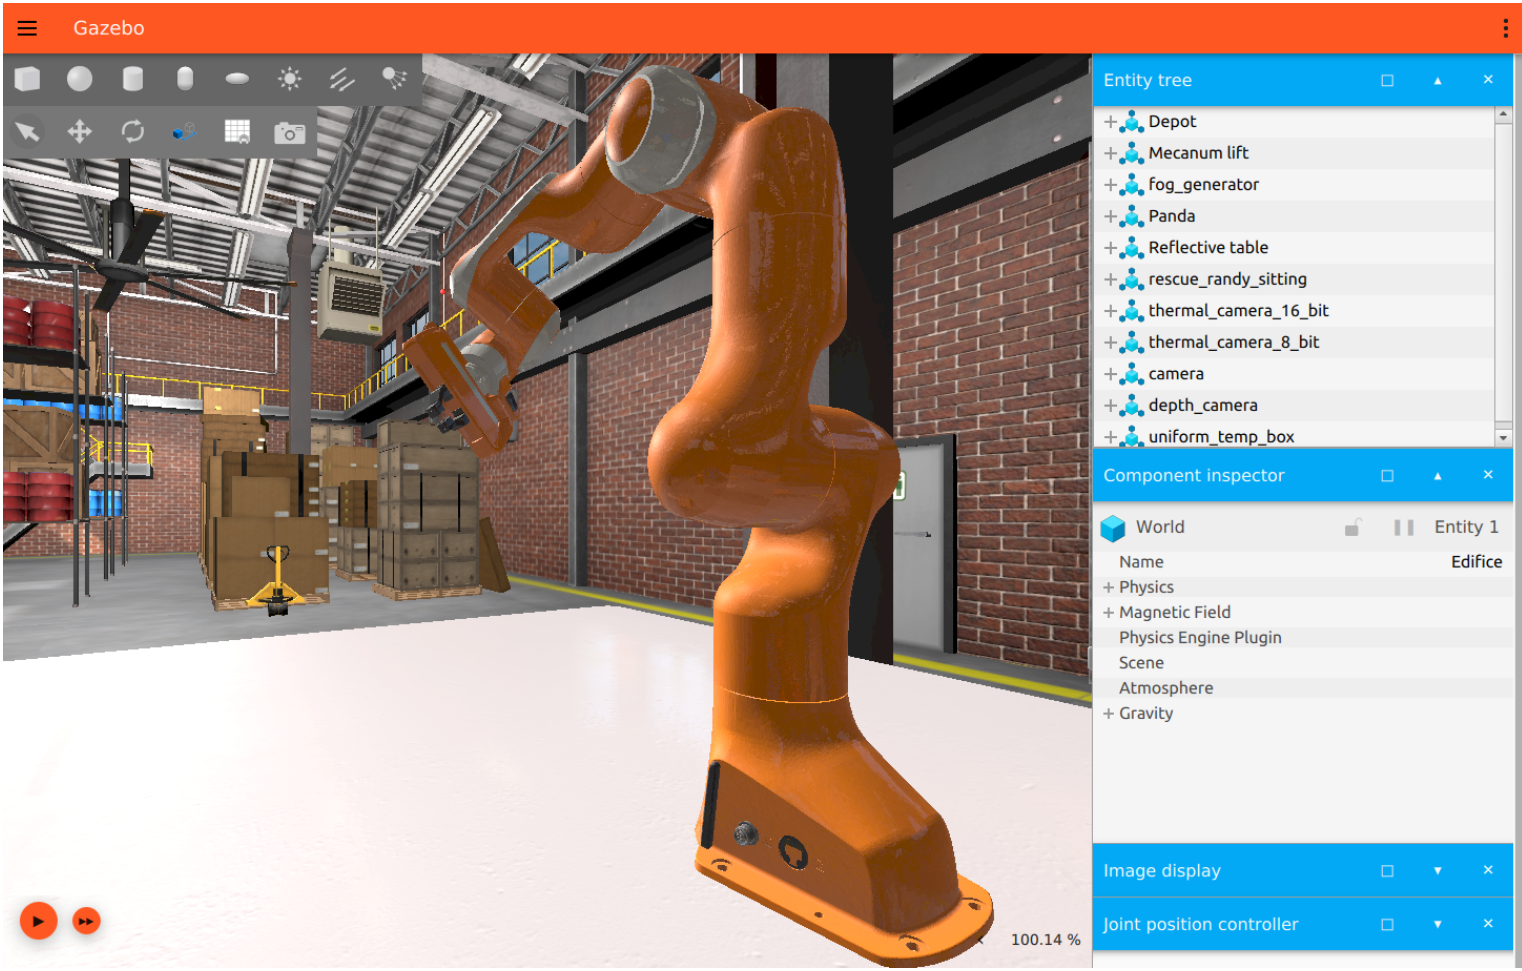 Gazebo
Entity tree
Depot
Mecanum lift
fog_generator
Panda
Reflective table
rescue_randy_sitting
thermal_camera_16_bit
thermal_camera_8_bit
camera
depth_camera
uniform_temp_box
Component inspector
World Entity 1
Name Edifice
Physics
Magnetic Field
Physics Engine Plugin
Scene
Atmosphere
Gravity
Image display
Joint position controller
100.14 %